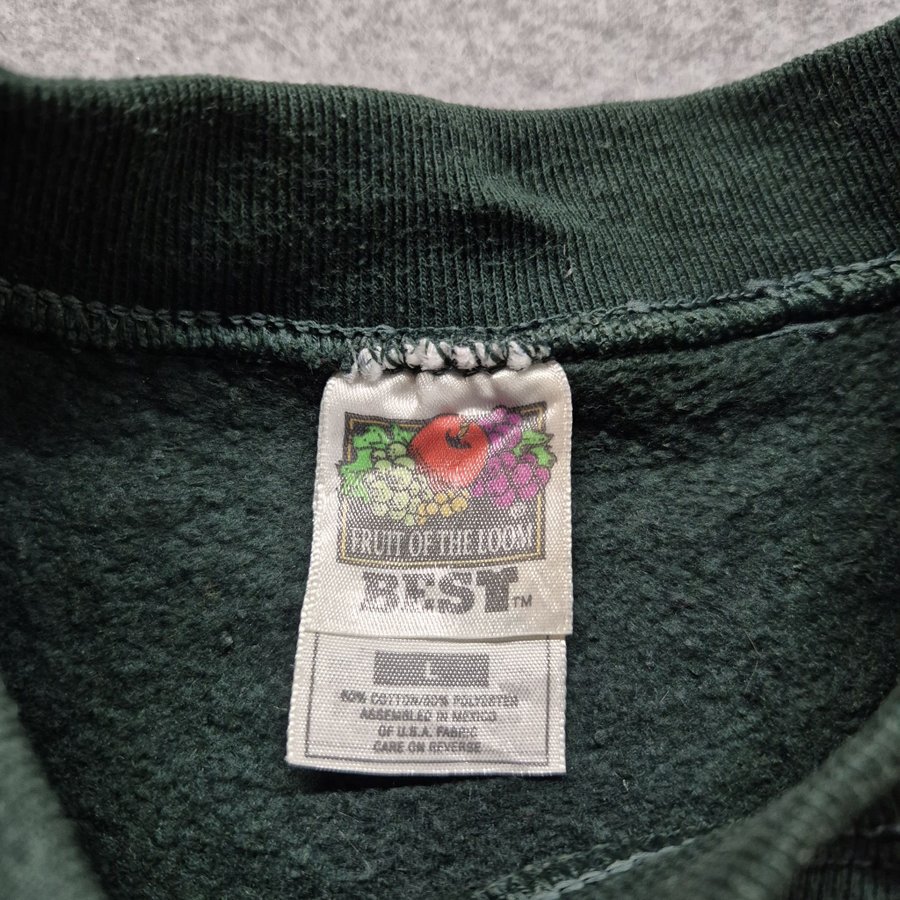 ®
FRUIT OF THE LOOM
BEST™
L
50% COTTON/50% POLYESTER
ASSEMBLED IN MEXICO
OF U.S.A. FABRIC
CARE ON REVERSE